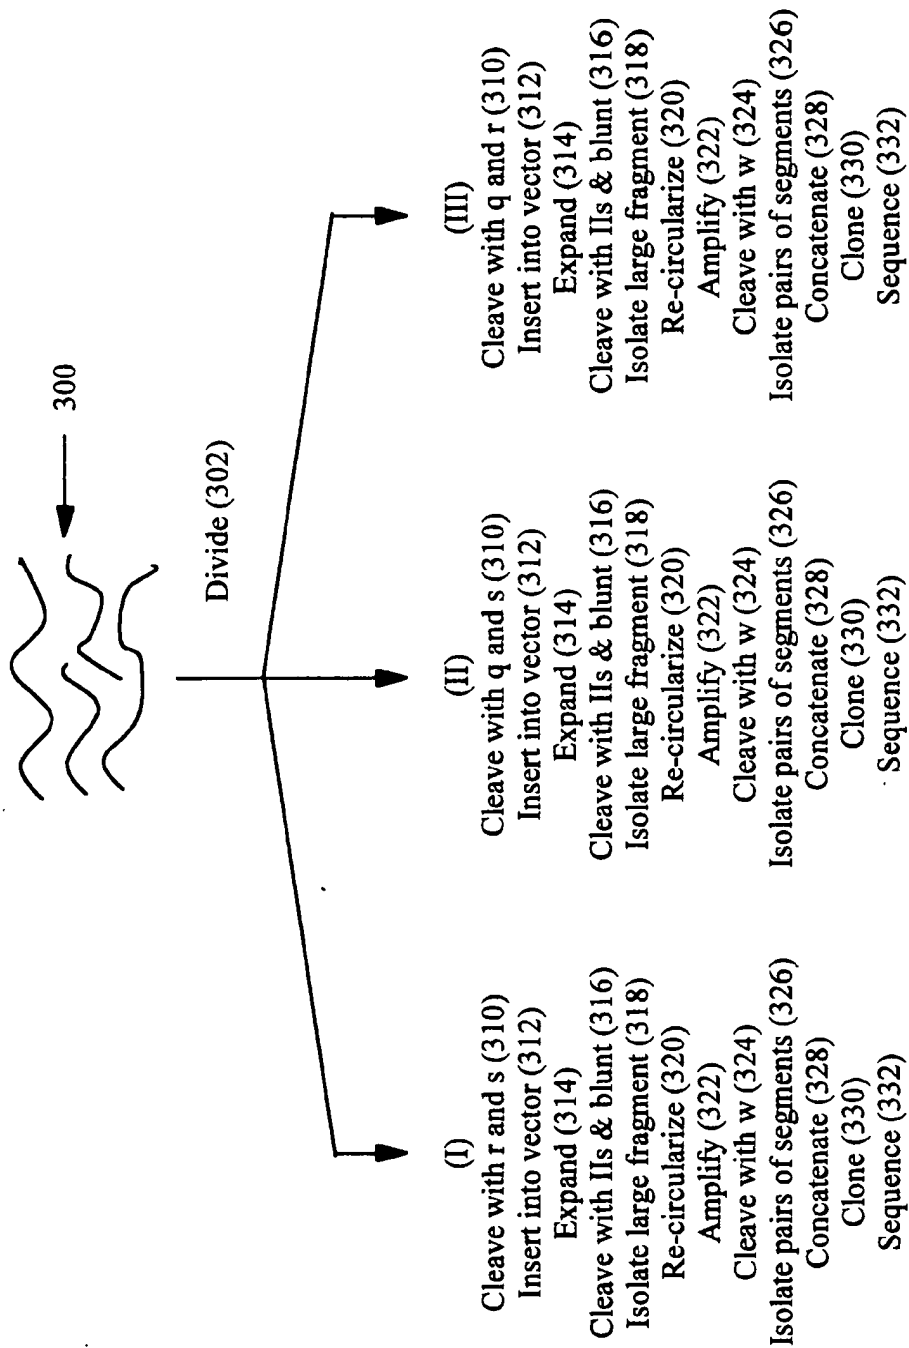 300
Divide (302)
(I)
Cleave with r and s (310)
Insert into vector (312)
Expand (314)
Cleave with IIs & blunt (316)
Isolate large fragment (318)
Re-circularize (320)
Amplify (322)
Cleave with w (324)
Isolate pairs of segments (326)
Concatenate (328)
Clone (330)
Sequence (332)
(II)
Cleave with q and s (310)
Insert into vector (312)
Expand (314)
Cleave with IIs & blunt (316)
Isolate large fragment (318)
Re-circularize (320)
Amplify (322)
Cleave with w (324)
Isolate pairs of segments (326)
Concatenate (328)
Clone (330)
Sequence (332)
(III)
Cleave with q and r (310)
Insert into vector (312)
Expand (314)
Cleave with IIs & blunt (316)
Isolate large fragment (318)
Re-circularize (320)
Amplify (322)
Cleave with w (324)
Isolate pairs of segments (326)
Concatenate (328)
Clone (330)
Sequence (332)